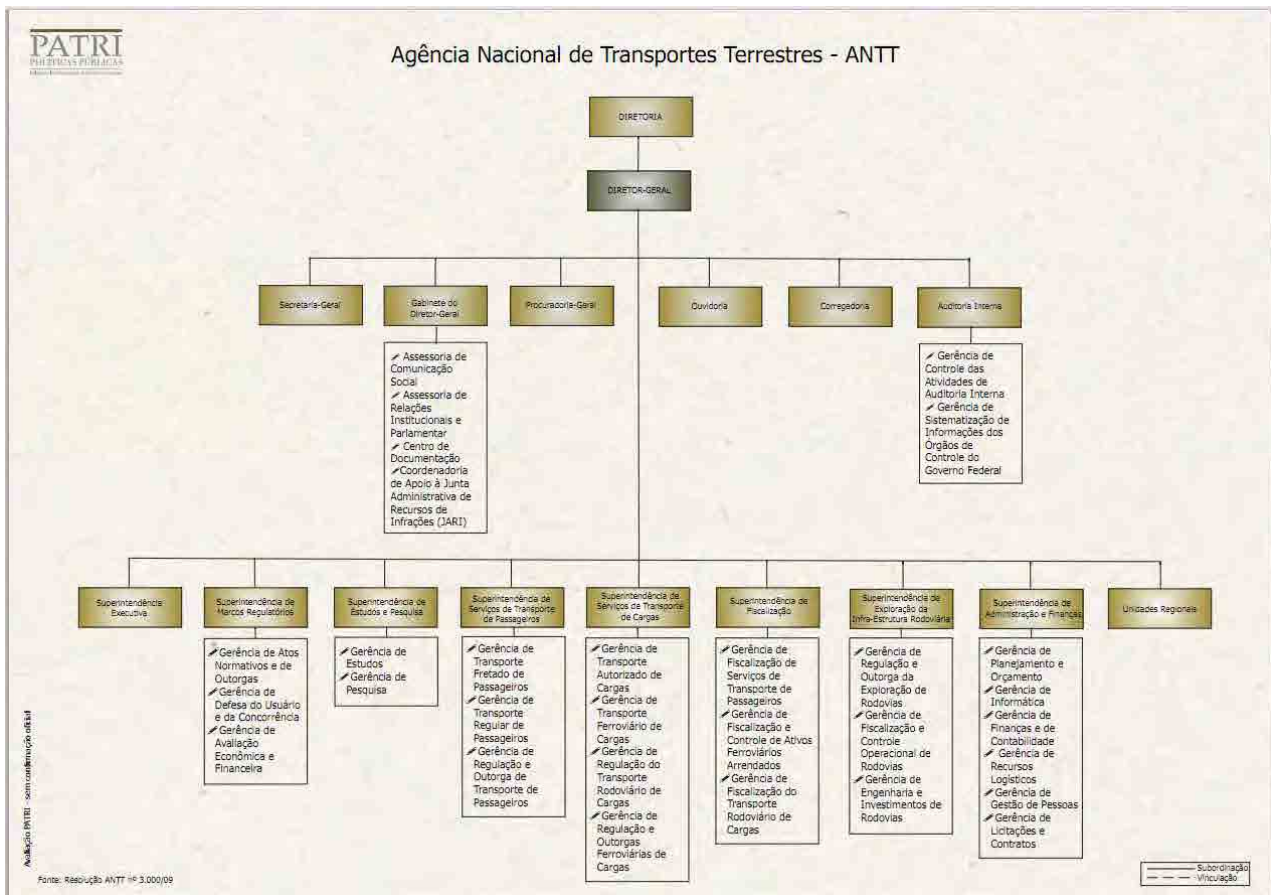 PATRI
POLÍTICAS PÚBLICAS
Agência Nacional de Transportes Terrestres - ANTT
DIRETORIA
DIRETOR-GERAL
Secretaria-Geral
Gabinete do
Diretor-Geral
Procuradoria-Geral
Ouvidoria
Corregedoria
Auditoria Interna
Assessoria de
Comunicação
Social
Assessoria de
Relações
Institucionais e
Parlamentar
Centro de
Documentação
Coordenadoria
de Apoio à Junta
Administrativa de
Recursos de
Infrações (JARI)
Gerência de
Controle das
Atividades de
Auditoria Interna
Gerência de
Sistematização de
Informações dos
Órgãos de
Controle do
Governo Federal
Superintendência
Executiva
Superintendência de
Marcos Regulatórios
Gerência de Atos
Normativos e de
Outorgas
Gerência de
Defesa do Usuário
e da Concorrência
Gerência de
Avaliação
Econômica e
Financeira
Superintendência de
Estudos e Pesquisa
Gerência de
Estudos
Gerência de
Pesquisa
Superintendência de
Serviços de Transporte
de Passageiros
Gerência de
Transporte
Fretado de
Passageiros
Gerência de
Transporte
Regular de
Passageiros
Gerência de
Regulação e
Outorga de
Transporte de
Passageiros
Superintendência de
Serviços de Transporte
de Cargas
Gerência de
Transporte
Autorizado de
Cargas
Gerência de
Transporte
Ferroviário de
Cargas
Gerência de
Regulação do
Transporte
Rodoviário de
Cargas
Gerência de
Regulação e
Outorgas
Ferroviárias de
Cargas
Superintendência de
Fiscalização
Gerência de
Fiscalização de
Serviços de
Transporte de
Passageiros
Gerência de
Fiscalização e
Controle de Ativos
Ferroviários
Arrendados
Gerência de
Fiscalização do
Transporte
Rodoviário de
Cargas
Superintendência de
Exploração da
Infra-Estrutura Rodoviária
Gerência de
Regulação e
Outorga da
Exploração de
Rodovias
Gerência de
Fiscalização e
Controle
Operacional de
Rodovias
Gerência de
Engenharia e
Investimentos de
Rodovias
Superintendência de
Administração e Finanças
Gerência de
Planejamento e
Orçamento
Gerência de
Informática
Gerência de
Finanças e de
Contabilidade
Gerência de
Recursos
Logísticos
Gerência de
Gestão de Pessoas
Gerência de
Licitações e
Contratos
Unidades Regionais
Avaliação PATRI - sem confirmação oficial
Fonte: Resolução ANTT nº 3.000/09
Subordinação
Vinculação